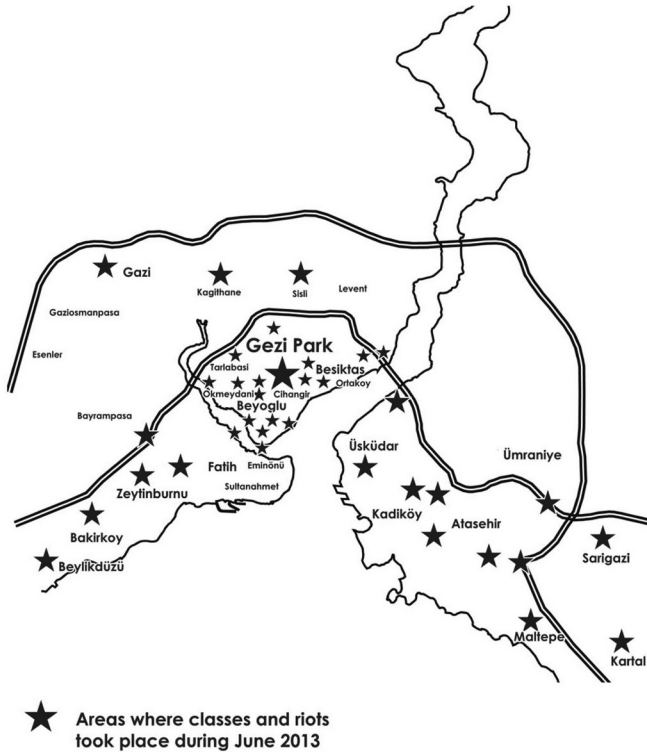 Gazi
Kagithane
Sisli
Levent
Gaziosmanpasa
Esenler
Gezi Park
Tarlabasi
Besiktas
Ortakoy
Okmeydani
Cihangir
Beyoglu
Bayrampasa
Üsküdar
Ümraniye
Fatih
Eminönü
Zeytinburnu
Sultanahmet
Kadiköy
Atasehir
Bakirkoy
Sarigazi
Beylikdüzü
Maltepe
Kartal
Areas where classes and riots
took place during June 2013